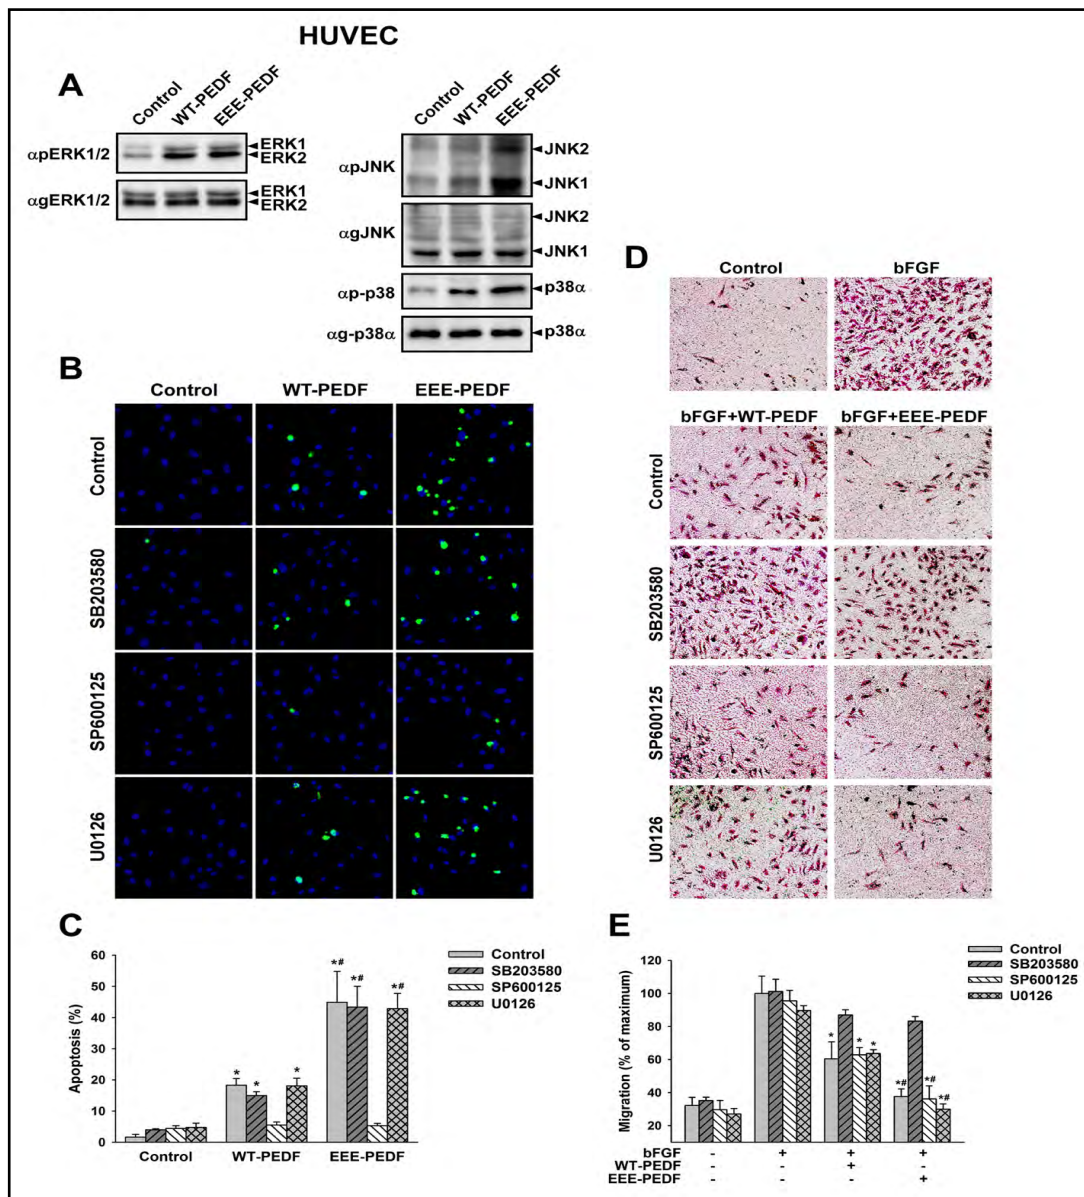 HUVEC
A
Control
WT-PEDF
EEE-PEDF
αpERK1/2
ERK1
ERK2
αgERK1/2
ERK1
ERK2
Control
WT-PEDF
EEE-PEDF
αpJNK
JNK2
JNK1
αgJNK
JNK2
JNK1
αp-p38
p38α
αg-p38α
p38α
B
Control WT-PEDF EEE-PEDF
Control
SB203580
SP600125
U0126
C
Control
SB203580
SP600125
U0126
Apoptosis (%)
60
50
40
30
20
10
0
* * *
*# *# *#
Control WT-PEDF EEE-PEDF
D
Control bFGF
bFGF+WT-PEDF bFGF+EEE-PEDF
Control
SB203580
SP600125
U0126
E
Control
SB203580
SP600125
U0126
Migration (% of maximum)
120
100
80
60
40
20
* * *
*# *# *#
bFGF - + + +
WT-PEDF - - + -
EEE-PEDF - - - +